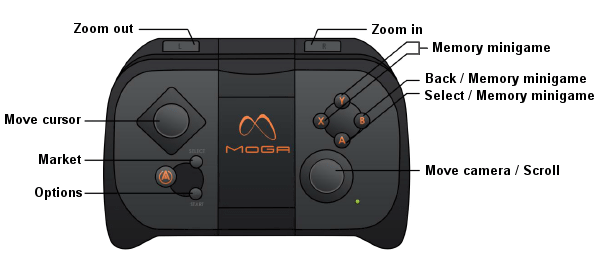 Zoom out
Zoom in
L
R
Memory minigame
Y
Back / Memory minigame
X
B
Select / Memory minigame
Move cursor
A
MOGA
SELECT
Market
Move camera / Scroll
A
Options
START